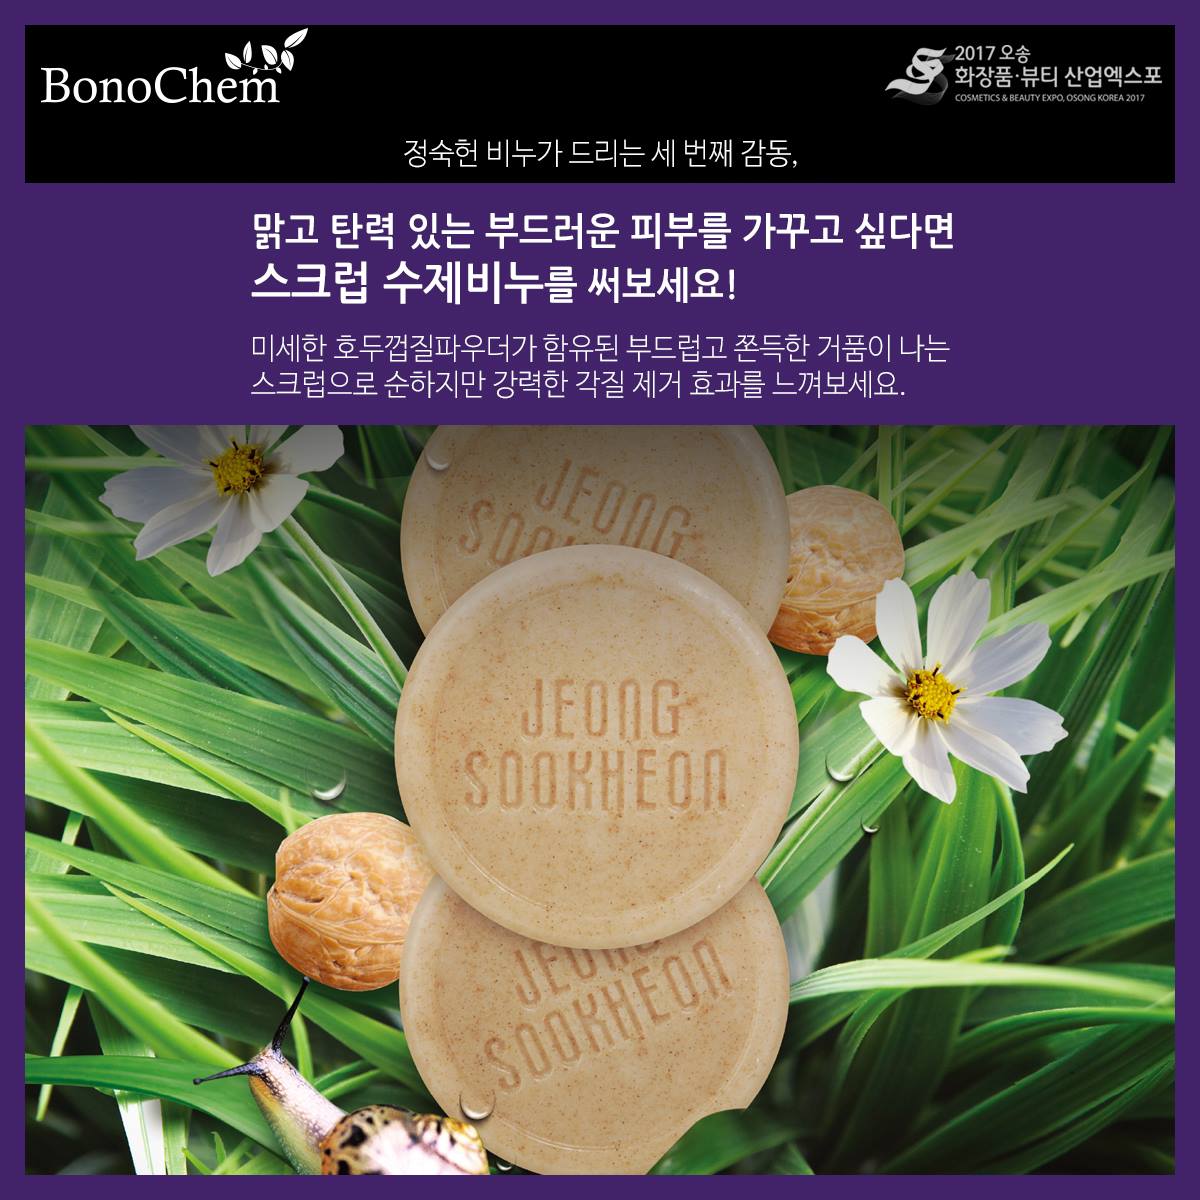 BonoChem
2017 오송
화장품·뷰티 산업엑스포
COSMETICS & BEAUTY EXPO, OSONG KOREA 2017
정숙헌 비누가 드리는 세 번째 감동,
맑고 탄력 있는 부드러운 피부를 가꾸고 싶다면
스크럽 수제비누를 써보세요!
미세한 호두껍질파우더가 함유된 부드럽고 쫀득한 거품이 나는
스크럽으로 순하지만 강력한 각질 제거 효과를 느껴보세요.
JEONG
SOO
JEONG
SOOKHEON
JEONG
SOOKHEON